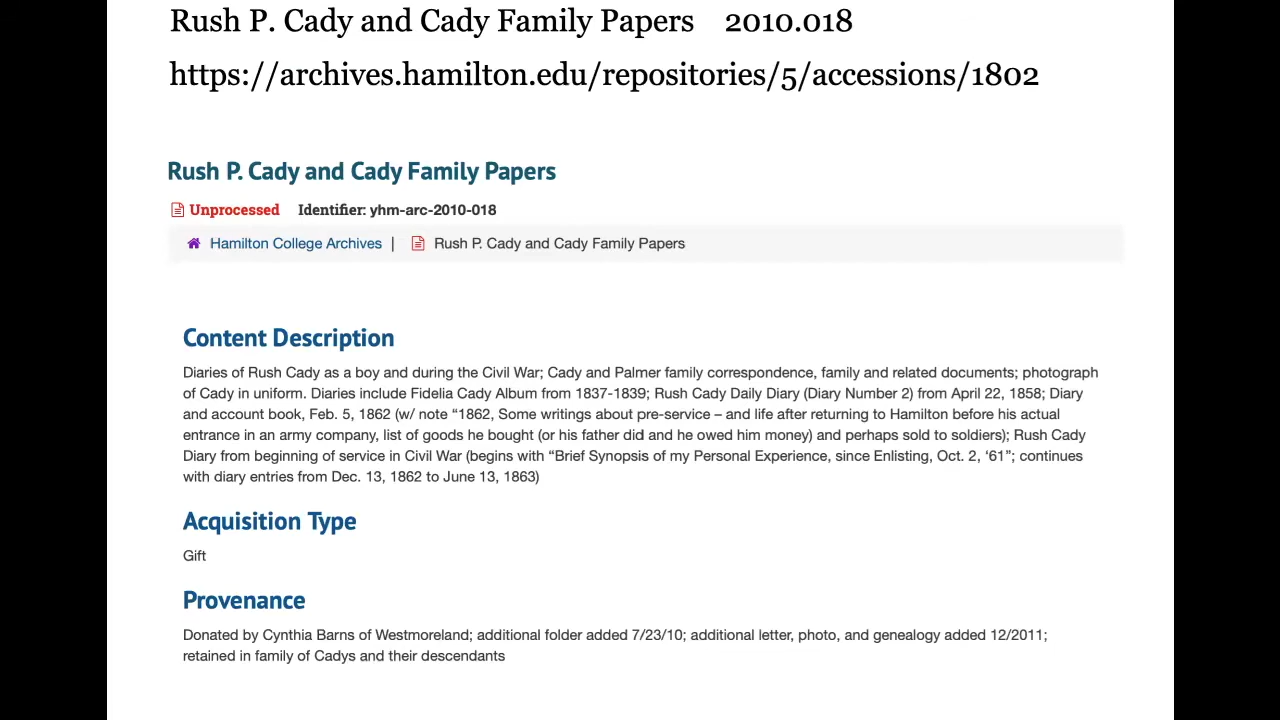 Rush P. Cady and Cady Family Papers 2010.018
https://archives.hamilton.edu/repositories/5/accessions/1802
Rush P. Cady and Cady Family Papers
Unprocessed Identifier: yhm-arc-2010-018
Hamilton College Archives | Rush P. Cady and Cady Family Papers
Content Description
Diaries of Rush Cady as a boy and during the Civil War; Cady and Palmer family correspondence, family and related documents; photograph
of Cady in uniform. Diaries include Fidelia Cady Album from 1837-1839; Rush Cady Daily Diary (Diary Number 2) from April 22, 1858; Diary
and account book, Feb. 5, 1862 (w/ note “1862, Some writings about pre-service – and life after returning to Hamilton before his actual
entrance in an army company, list of goods he bought (or his father did and he owed him money) and perhaps sold to soldiers); Rush Cady
Diary from beginning of service in Civil War (begins with “Brief Synopsis of my Personal Experience, since Enlisting, Oct. 2, ‘61”; continues
with diary entries from Dec. 13, 1862 to June 13, 1863)
Acquisition Type
Gift
Provenance
Donated by Cynthia Barns of Westmoreland; additional folder added 7/23/10; additional letter, photo, and genealogy added 12/2011;
retained in family of Cadys and their descendants